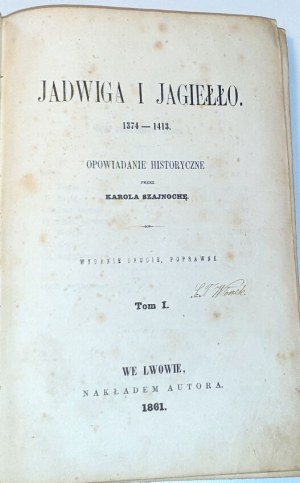 JADWIGA I JAGIEŁŁO.
1374 — 1413.
OPOWIADANIE HISTORYCZNE
PRZEZ
KAROLA SZAJNOCHĘ.
WYDANIE DRUGIE, POPRAWNE
Tom I.
WE LWOWIE,
NAKŁADEM AUTORA.
1861.